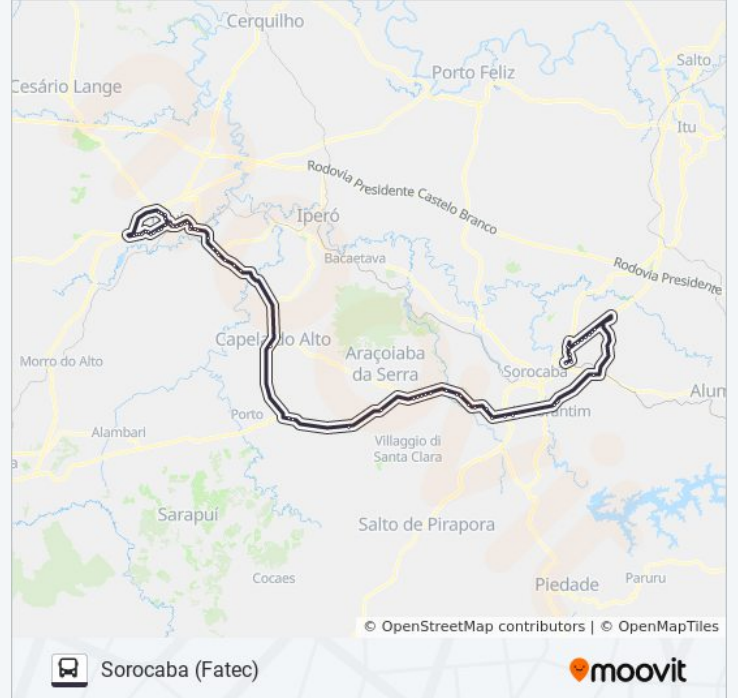 Cerquilho
Salto
Cesário Lange
Porto Feliz
Itu
Rodovia Presidente Castelo Branco
Iperó
Bacaetava
Rodovia Presidente
Capela do Alto
Araçoiaba
da Serra
Morro do Alto
Sorocaba
Alum
Porto
rantim
Alambari
a
Villaggio di
Santa Clara
Sarapuí
Salto de Pirapora
Cocaes
Piedade
Paruru
© OpenStreetMap contributors | © OpenMapTiles
Sorocaba (Fatec)
moovit